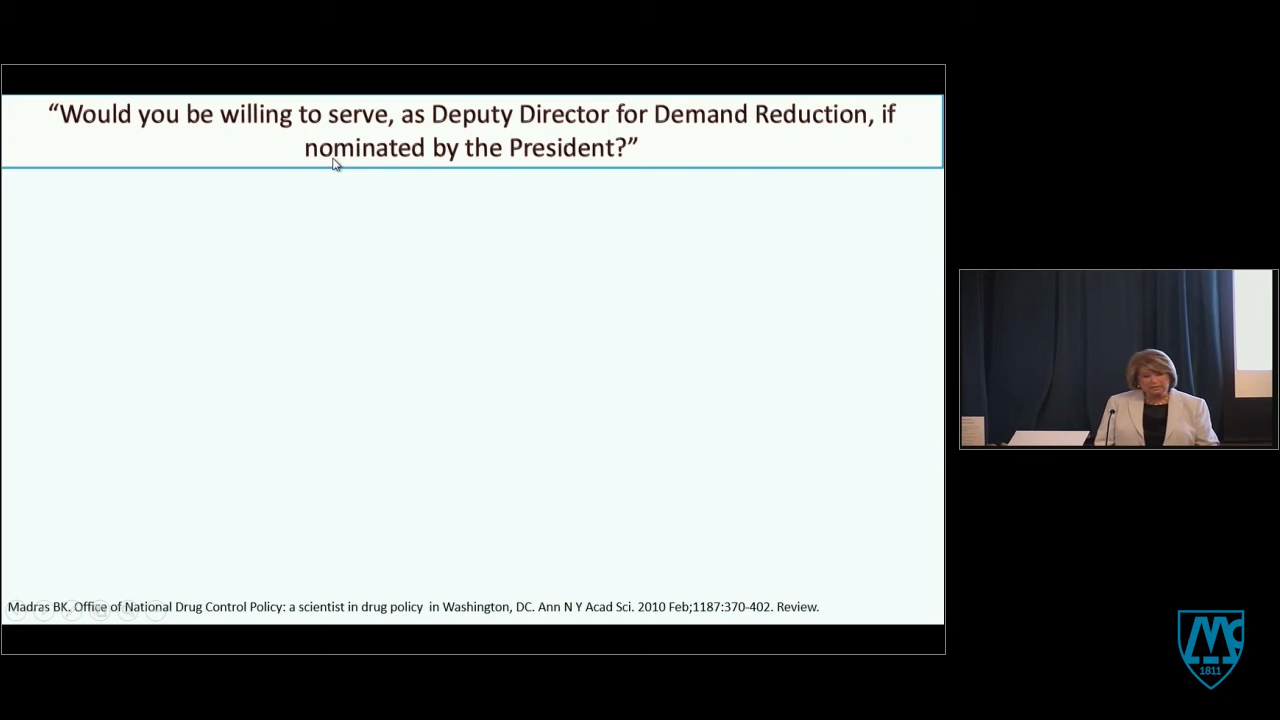 “Would you be willing to serve, as Deputy Director for Demand Reduction, if
nominated by the President?”
Madras BK. Office of National Drug Control Policy: a scientist in drug policy in Washington, DC. Ann N Y Acad Sci. 2010 Feb;1187:370-402. Review.
1811